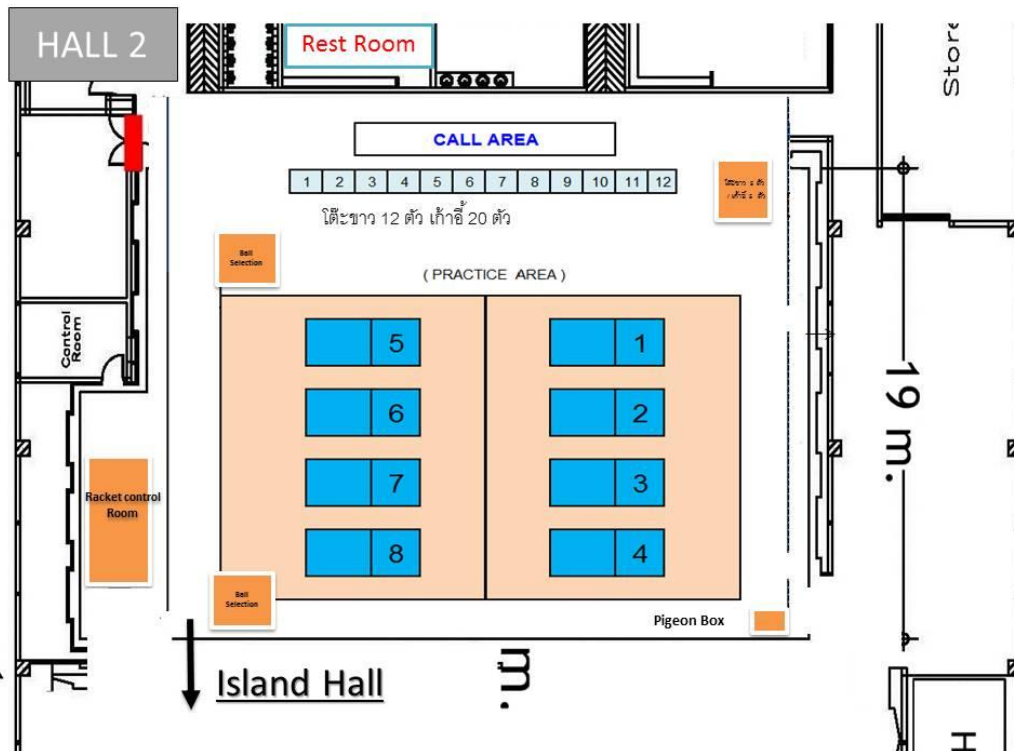 HALL 2
Rest Room
Store
CALL AREA
1 2 3 4 5 6 7 8 9 10 11 12
โต๊ะขาว 12 ตัว เก้าอี้ 20 ตัว
Ball
Selection
( PRACTICE AREA )
Control
Room
5 1
6 2
7 3
8 4
19 m.
Racket control
Room
Ball
Selection
Pigeon Box
Island Hall
m.
H